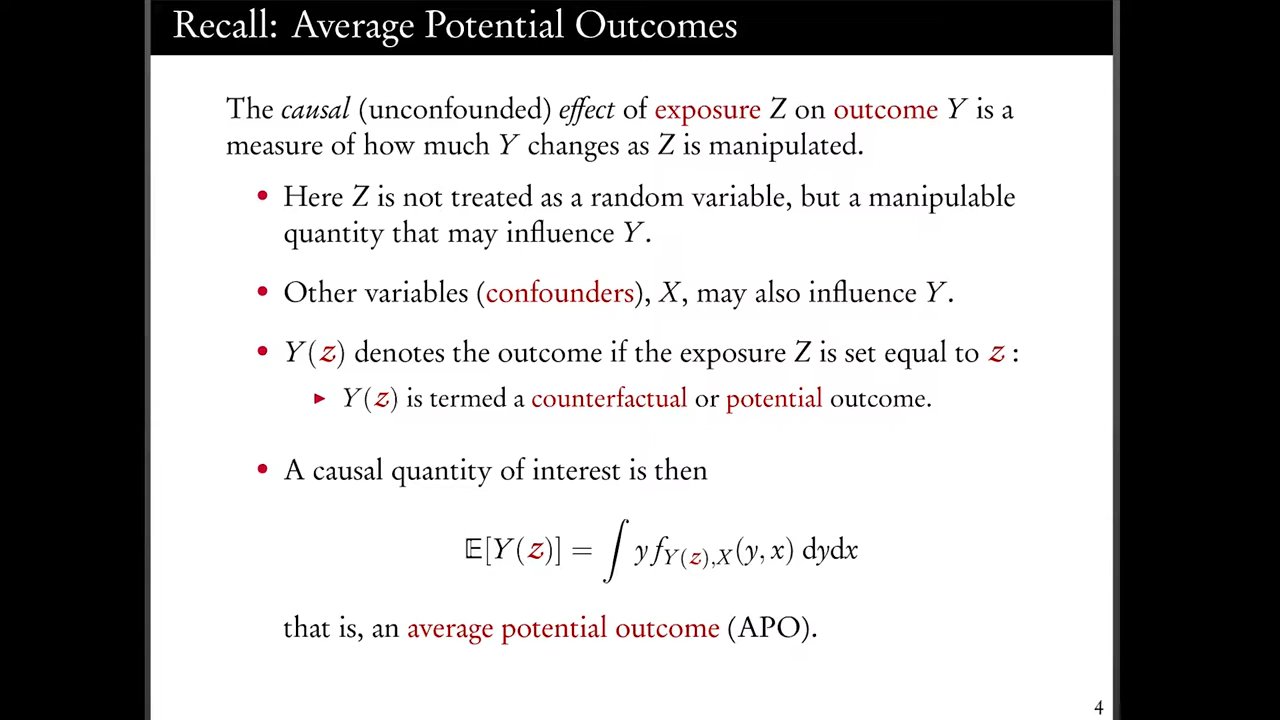 Recall: Average Potential Outcomes
The causal (unconfounded) effect of exposure Z on outcome Y is a
measure of how much Y changes as Z is manipulated.
• Here Z is not treated as a random variable, but a manipulable
quantity that may influence Y.
• Other variables (confounders), X, may also influence Y.
• Y(z) denotes the outcome if the exposure Z is set equal to z :
▶ Y(z) is termed a counterfactual or potential outcome.
• A causal quantity of interest is then
𝔼[Y(z)] = ∫ y f_{Y(z),X}(y, x) dydx
that is, an average potential outcome (APO).
4